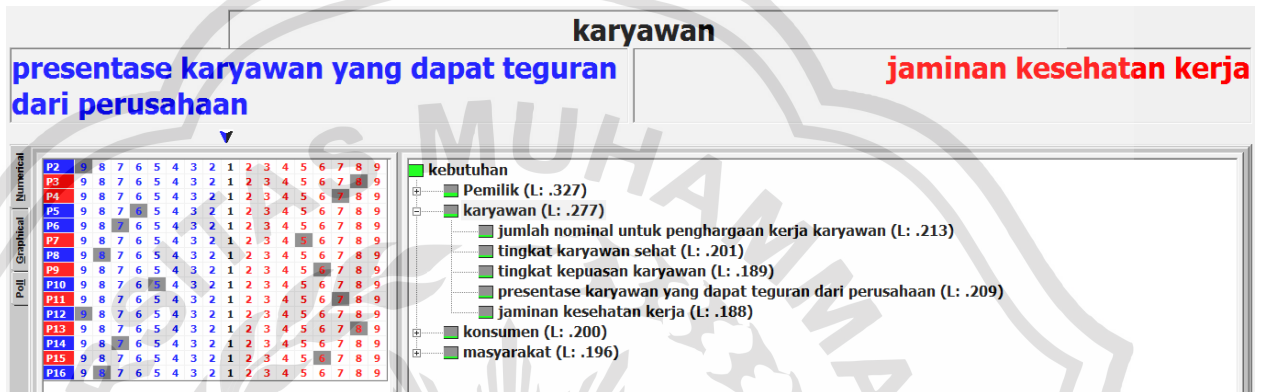 karyawan
presentase karyawan yang dapat teguran
dari perusahaan
jaminan kesehatan kerja
Numerical
Graphical
Poll
P2 9 8 7 6 5 4 3 2 1 2 3 4 5 6 7 8 9
P3 9 8 7 6 5 4 3 2 1 2 3 4 5 6 7 8 9
P4 9 8 7 6 5 4 3 2 1 2 3 4 5 6 7 8 9
P5 9 8 7 6 5 4 3 2 1 2 3 4 5 6 7 8 9
P6 9 8 7 6 5 4 3 2 1 2 3 4 5 6 7 8 9
P7 9 8 7 6 5 4 3 2 1 2 3 4 5 6 7 8 9
P8 9 8 7 6 5 4 3 2 1 2 3 4 5 6 7 8 9
P9 9 8 7 6 5 4 3 2 1 2 3 4 5 6 7 8 9
P10 9 8 7 6 5 4 3 2 1 2 3 4 5 6 7 8 9
P11 9 8 7 6 5 4 3 2 1 2 3 4 5 6 7 8 9
P12 9 8 7 6 5 4 3 2 1 2 3 4 5 6 7 8 9
P13 9 8 7 6 5 4 3 2 1 2 3 4 5 6 7 8 9
P14 9 8 7 6 5 4 3 2 1 2 3 4 5 6 7 8 9
P15 9 8 7 6 5 4 3 2 1 2 3 4 5 6 7 8 9
P16 9 8 7 6 5 4 3 2 1 2 3 4 5 6 7 8 9
kebutuhan
Pemilik (L: .327)
karyawan (L: .277)
jumlah nominal untuk penghargaan kerja karyawan (L: .213)
tingkat karyawan sehat (L: .201)
tingkat kepuasan karyawan (L: .189)
presentase karyawan yang dapat teguran dari perusahaan (L: .209)
jaminan kesehatan kerja (L: .188)
konsumen (L: .200)
masyarakat (L: .196)
ITAS MUHAMMA